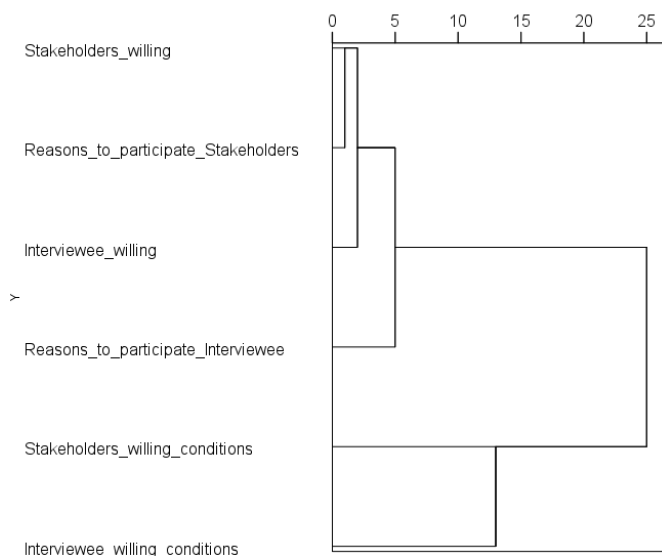 0 5 10 15 20 25
Stakeholders_willing
Reasons_to_participate_Stakeholders
Interviewee_willing
Y
Reasons_to_participate_Interviewee
Stakeholders_willing_conditions
Interviewee_willing_conditions